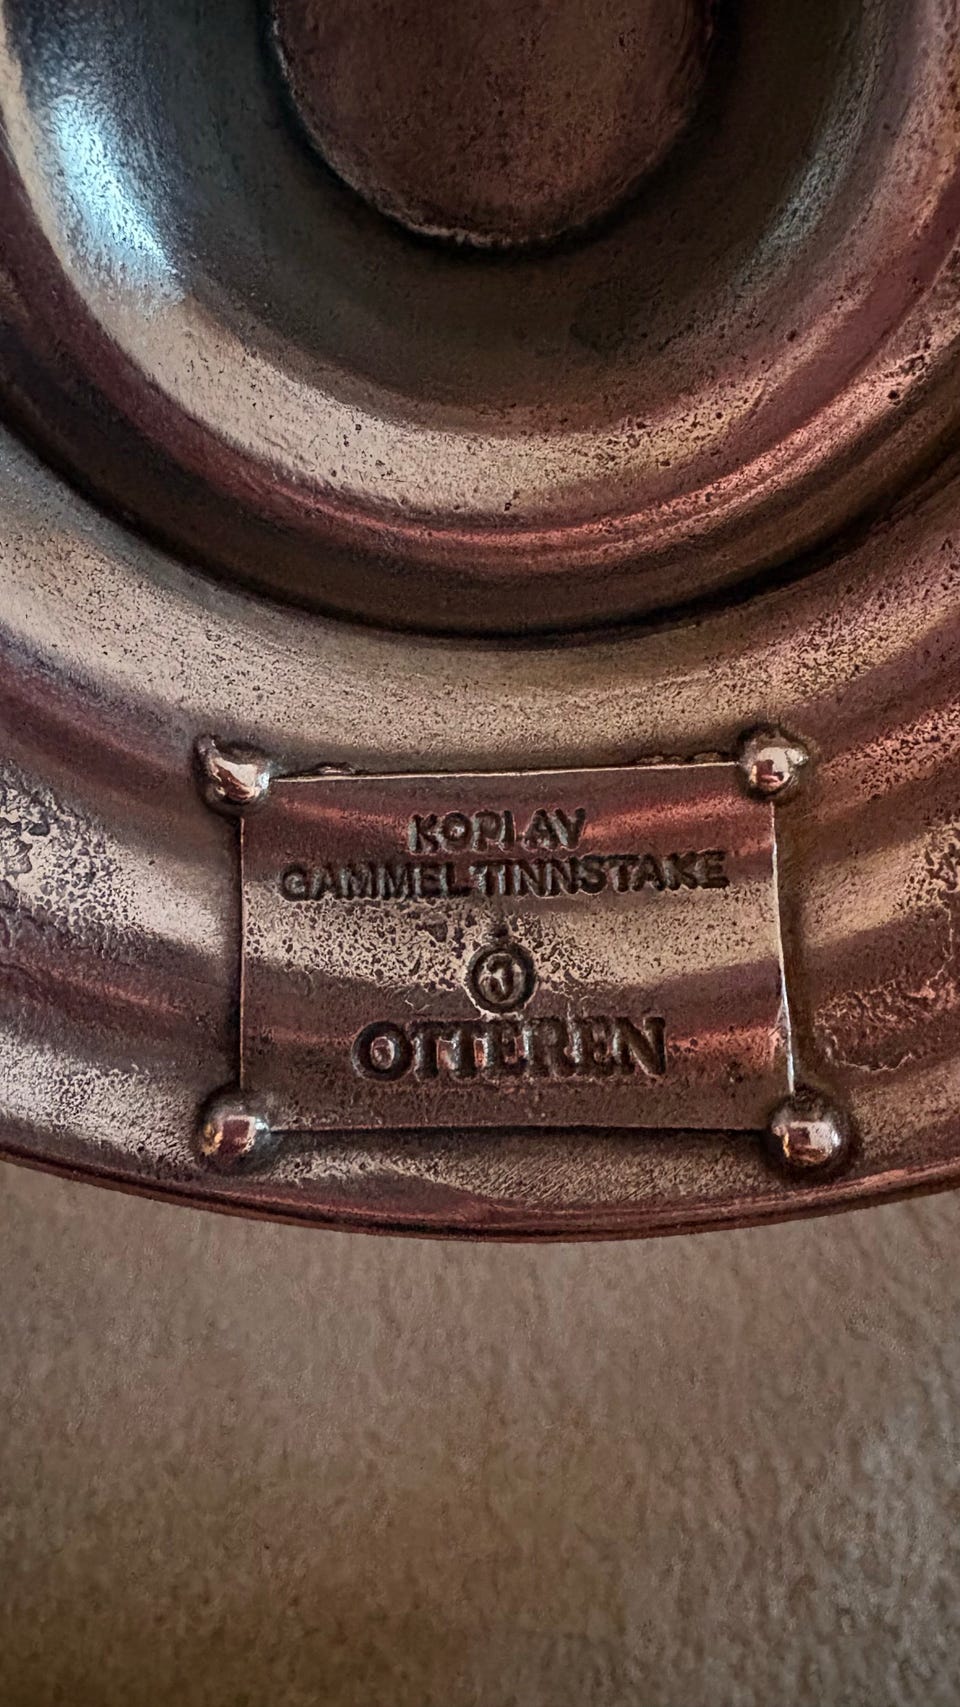 KOPI AV
GAMMEL TINNSTAKE
OTTEREN